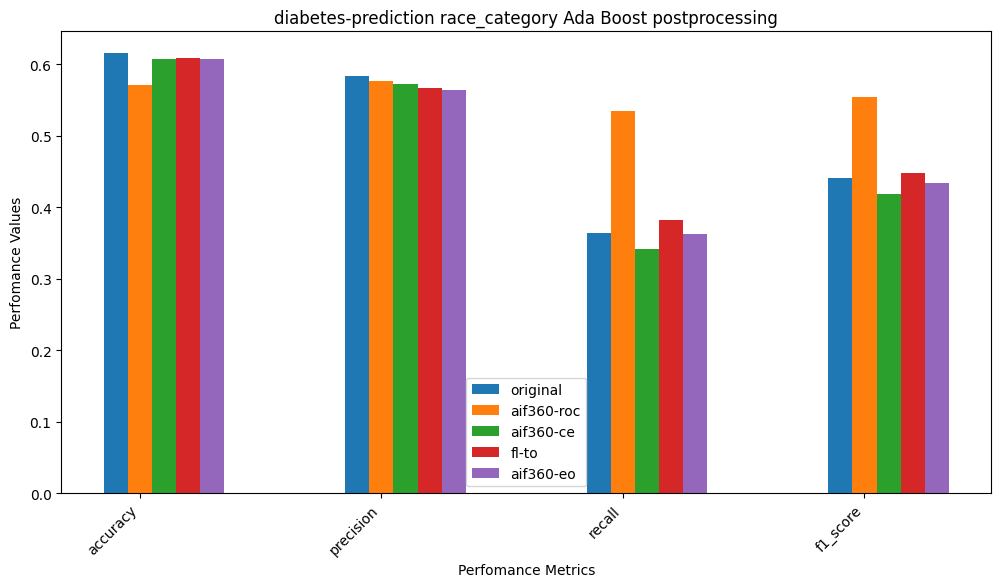 diabetes-prediction race_category Ada Boost postprocessing
Perfomance Values
0.6
0.5
0.4
0.3
0.2
0.1
0.0
original
aif360-roc
aif360-ce
fl-to
aif360-eo
accuracy
precision
recall
f1_score
Perfomance Metrics